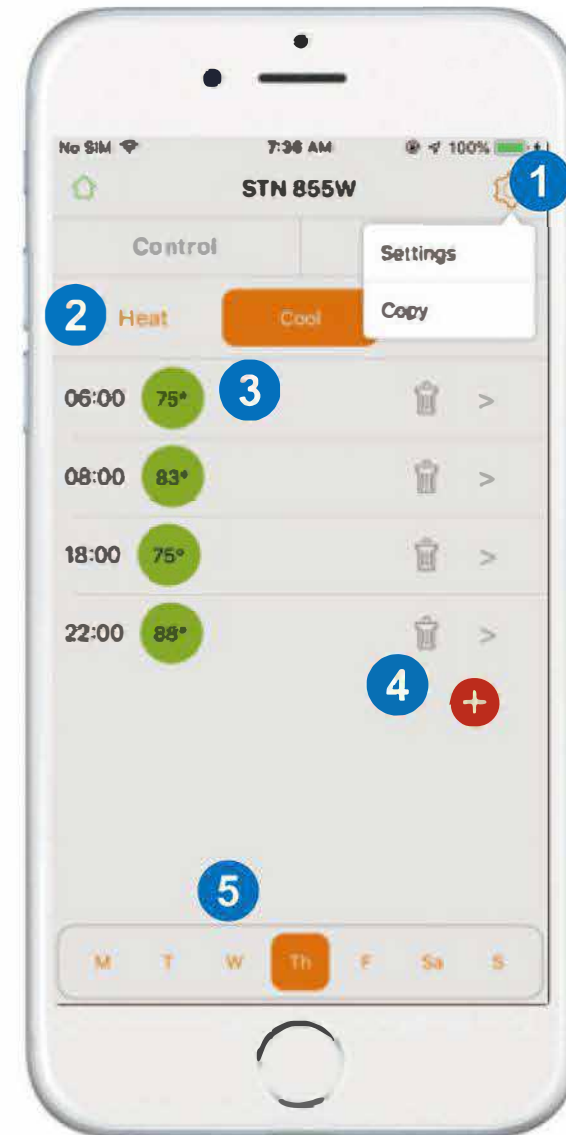 No SIM 7:36 AM 100%
STN 855W
1
Control
Settings
Copy
2 Heat Cool
3
06:00 75° >
08:00 83° >
18:00 75° >
22:00 88° >
4 +
5
M T W Th F Sa S